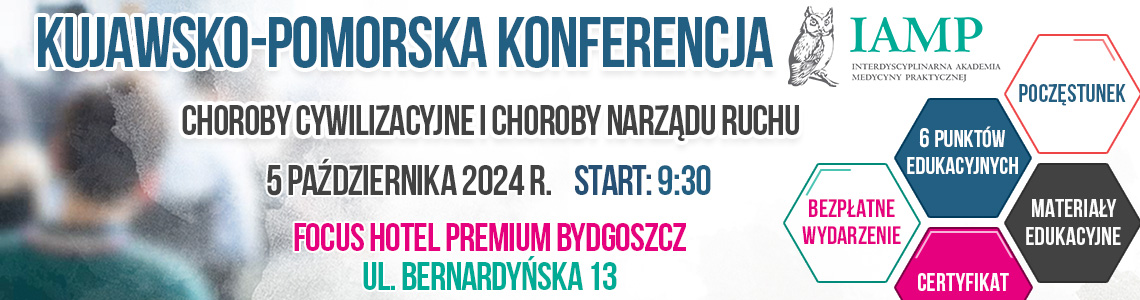 KUJAWSKO-POMORSKA KONFERENCJA
IAMP
INTERDYSCYPLINARNA AKADEMIA
MEDYCYNY PRAKTYCZNEJ
CHOROBY CYWILIZACYJNE I CHOROBY NARZĄDU RUCHU
5 PAŹDZIERNIKA 2024 R. START: 9:30
FOCUS HOTEL PREMIUM BYDGOSZCZ
UL. BERNARDYŃSKA 13
POCZĘSTUNEK
6 PUNKTÓW
EDUKACYJNYCH
BEZPŁATNE
WYDARZENIE
MATERIAŁY
EDUKACYJNE
CERTYFIKAT